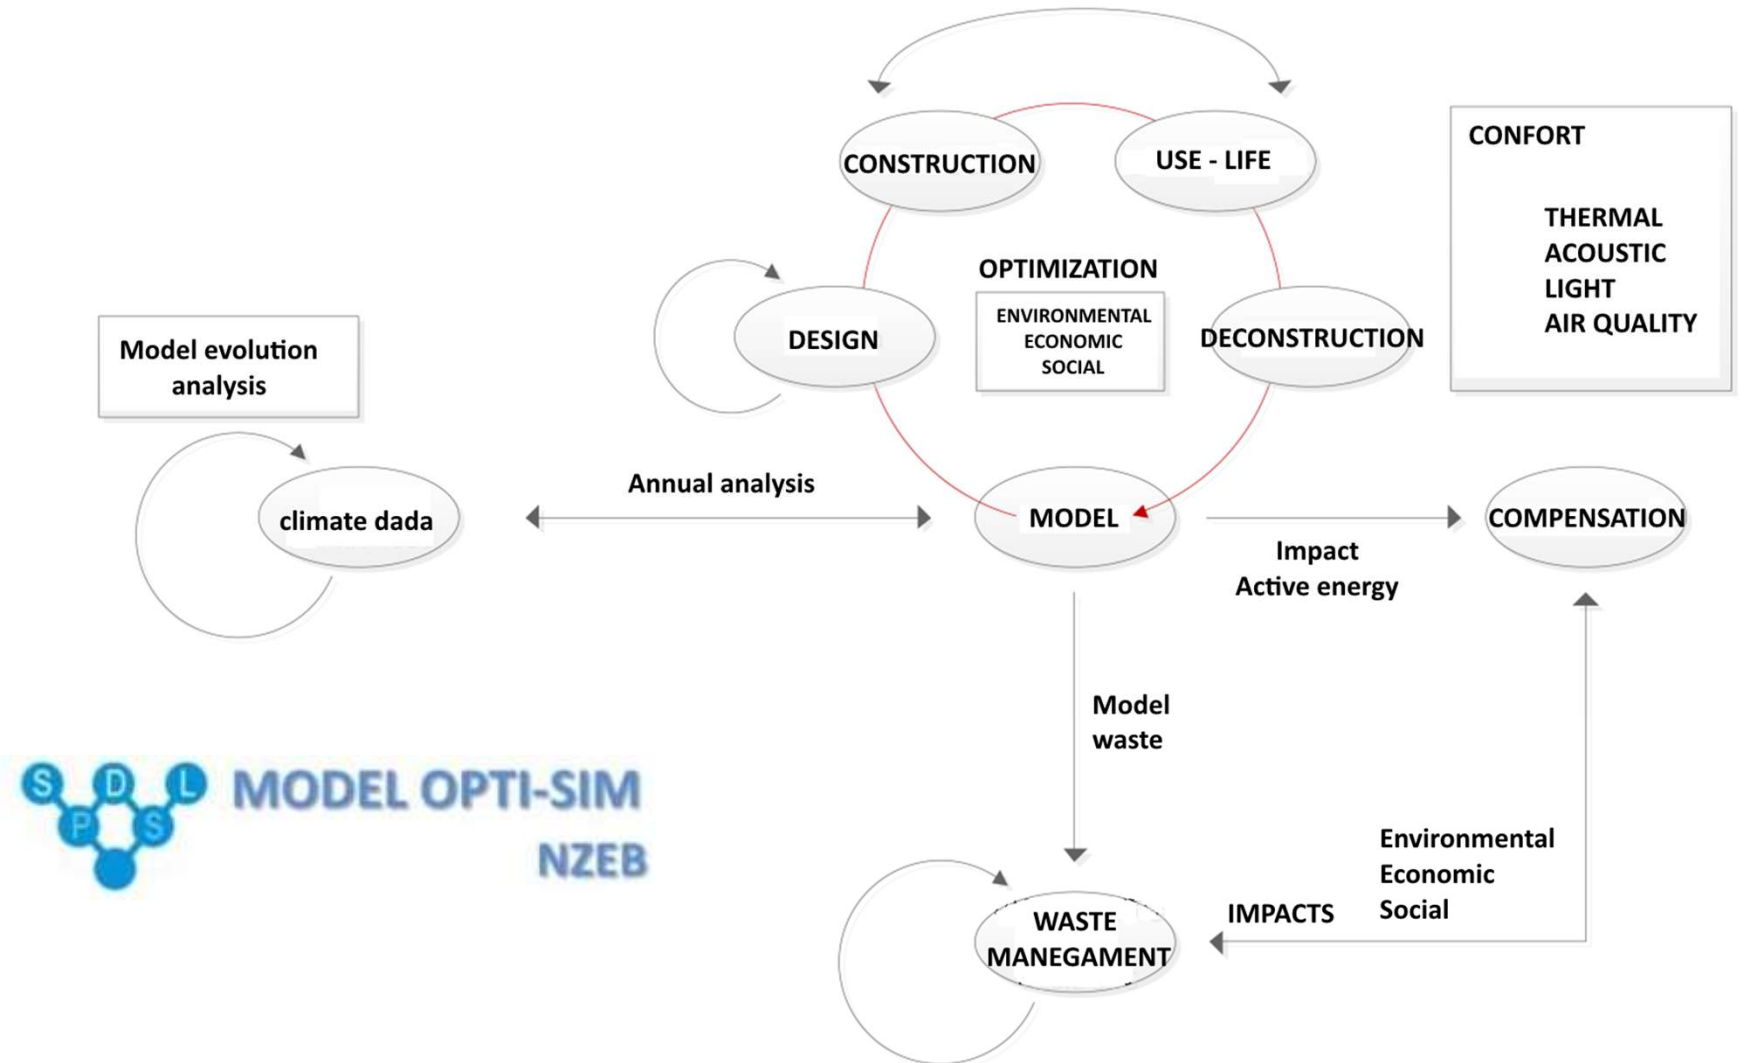 CONSTRUCTION
USE - LIFE
CONFORT
THERMAL
ACOUSTIC
LIGHT
AIR QUALITY
OPTIMIZATION
ENVIRONMENTAL
ECONOMIC
SOCIAL
DESIGN
DECONSTRUCTION
Model evolution
analysis
climate dada
Annual analysis
MODEL
Impact
Active energy
COMPENSATION
Model
waste
S D L
P S
MODEL OPTI-SIM
NZEB
WASTE
MANEGAMENT
IMPACTS
Environmental
Economic
Social